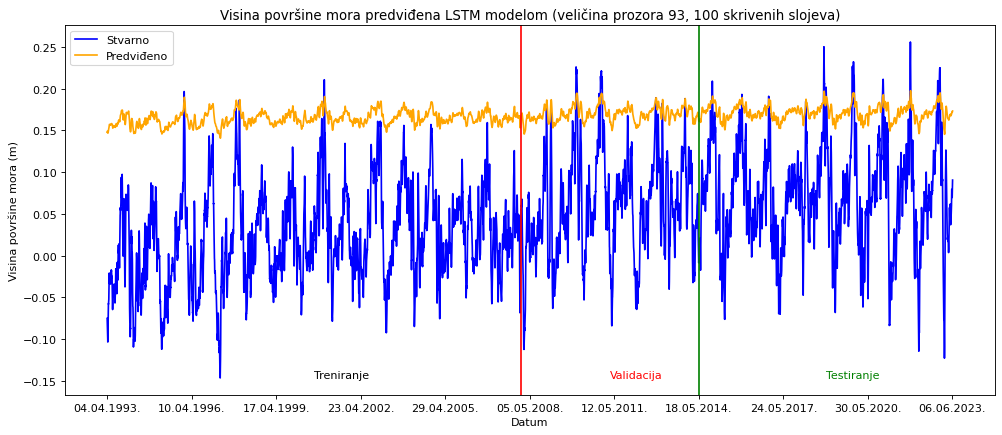 Visina površine mora predviđena LSTM modelom (veličina prozora 93, 100 skrivenih slojeva)
Stvarno
Predviđeno
Visina površine mora (m)
0.25
0.20
0.15
0.10
0.05
0.00
−0.05
−0.10
−0.15
Treniranje
Validacija
Testiranje
04.04.1993.
10.04.1996.
17.04.1999.
23.04.2002.
29.04.2005.
05.05.2008.
12.05.2011.
18.05.2014.
24.05.2017.
30.05.2020.
06.06.2023.
Datum